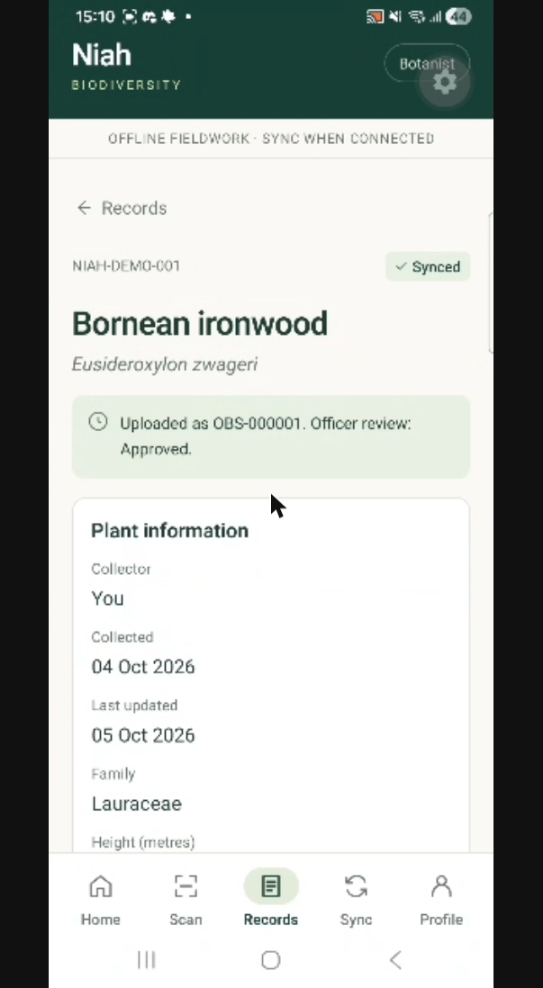 15:10
44
Niah
BIODIVERSITY
Botanist
OFFLINE FIELDWORK · SYNC WHEN CONNECTED
← Records
NIAH-DEMO-001
✓ Synced
Bornean ironwood
Eusideroxylon zwageri
Uploaded as OBS-000001. Officer review:
Approved.
Plant information
Collector
You
Collected
04 Oct 2026
Last updated
05 Oct 2026
Family
Lauraceae
Height (metres)
Home
Scan
Records
Sync
Profile